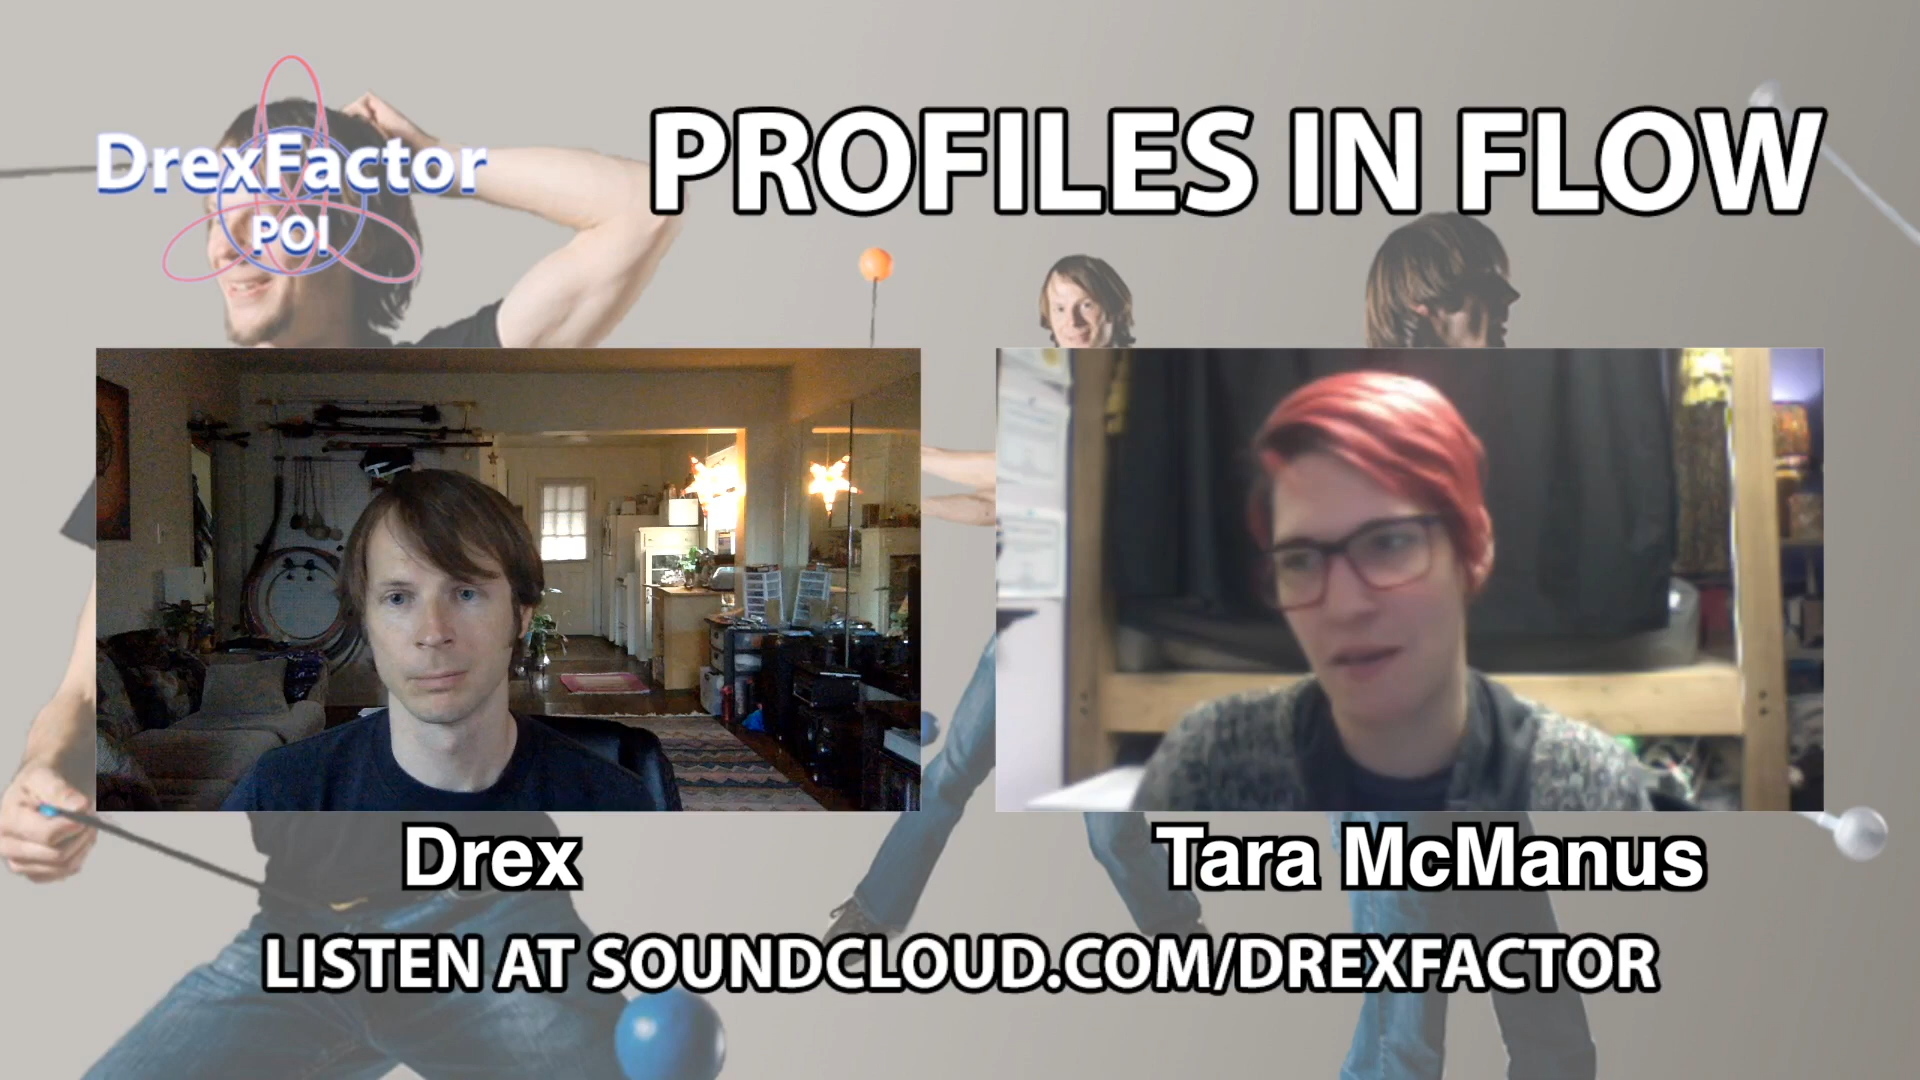 DrexFactor
POI
PROFILES IN FLOW
Drex
Tara McManus
LISTEN AT SOUNDCLOUD.COM/DREXFACTOR